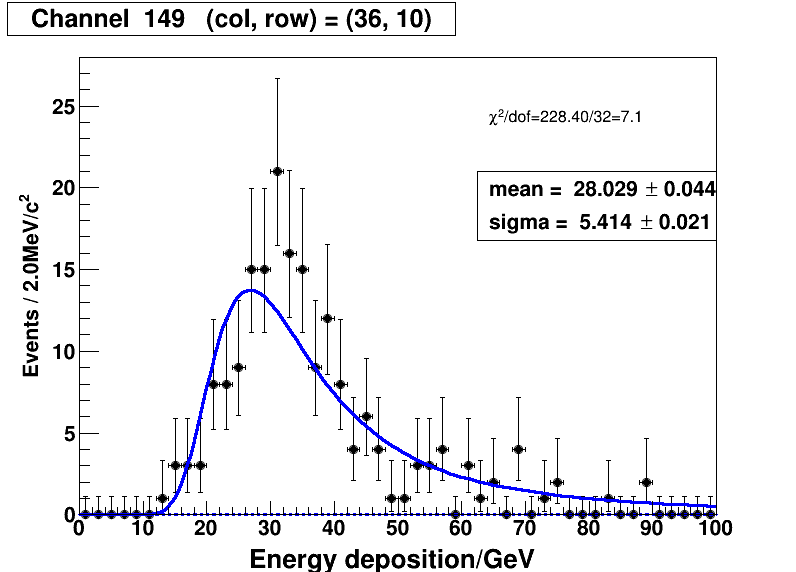 Channel 149 (col, row) = (36, 10)
χ²/dof=228.40/32=7.1
mean = 28.029 ± 0.044
sigma = 5.414 ± 0.021
Events / 2.0MeV/c²
25
20
15
10
5
0
0 10 20 30 40 50 60 70 80 90 100
Energy deposition/GeV